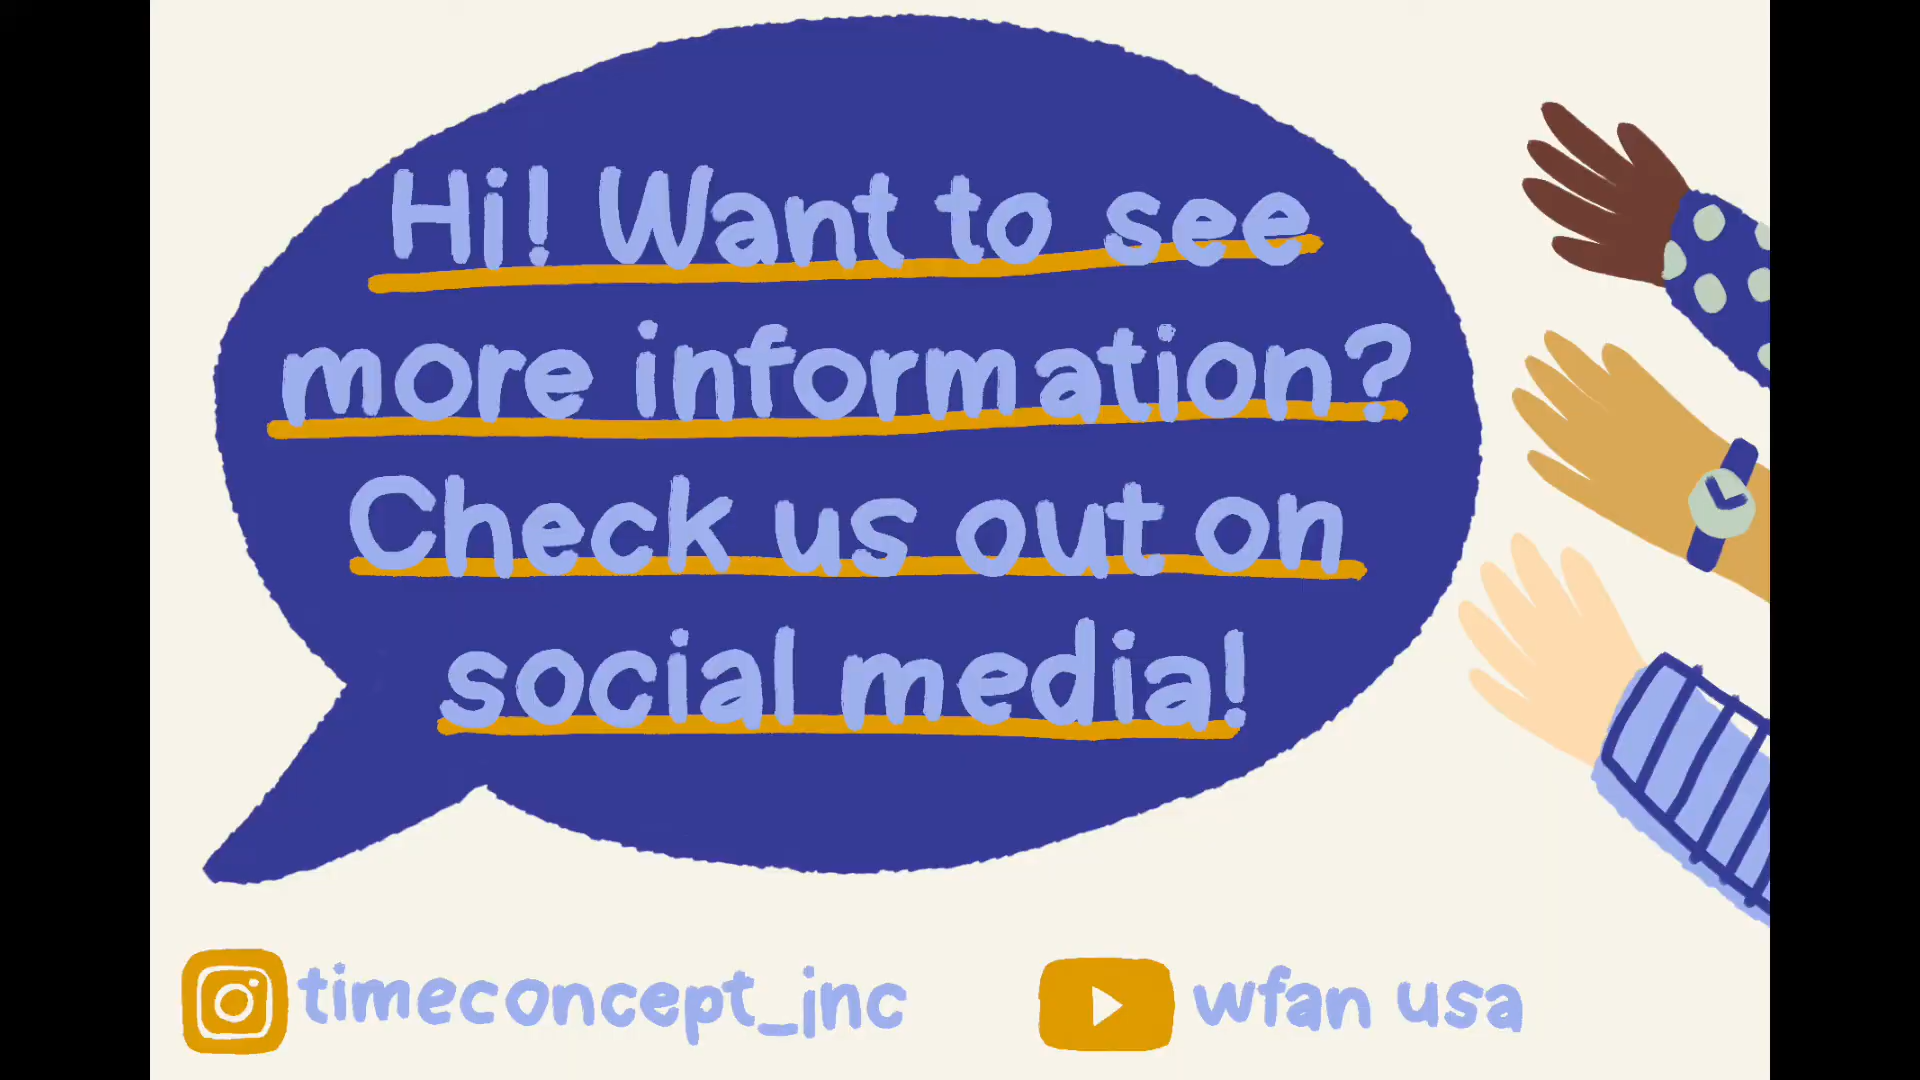 Hi! Want to see
more information?
Check us out on
social media!
timeconcept_inc
wfan usa